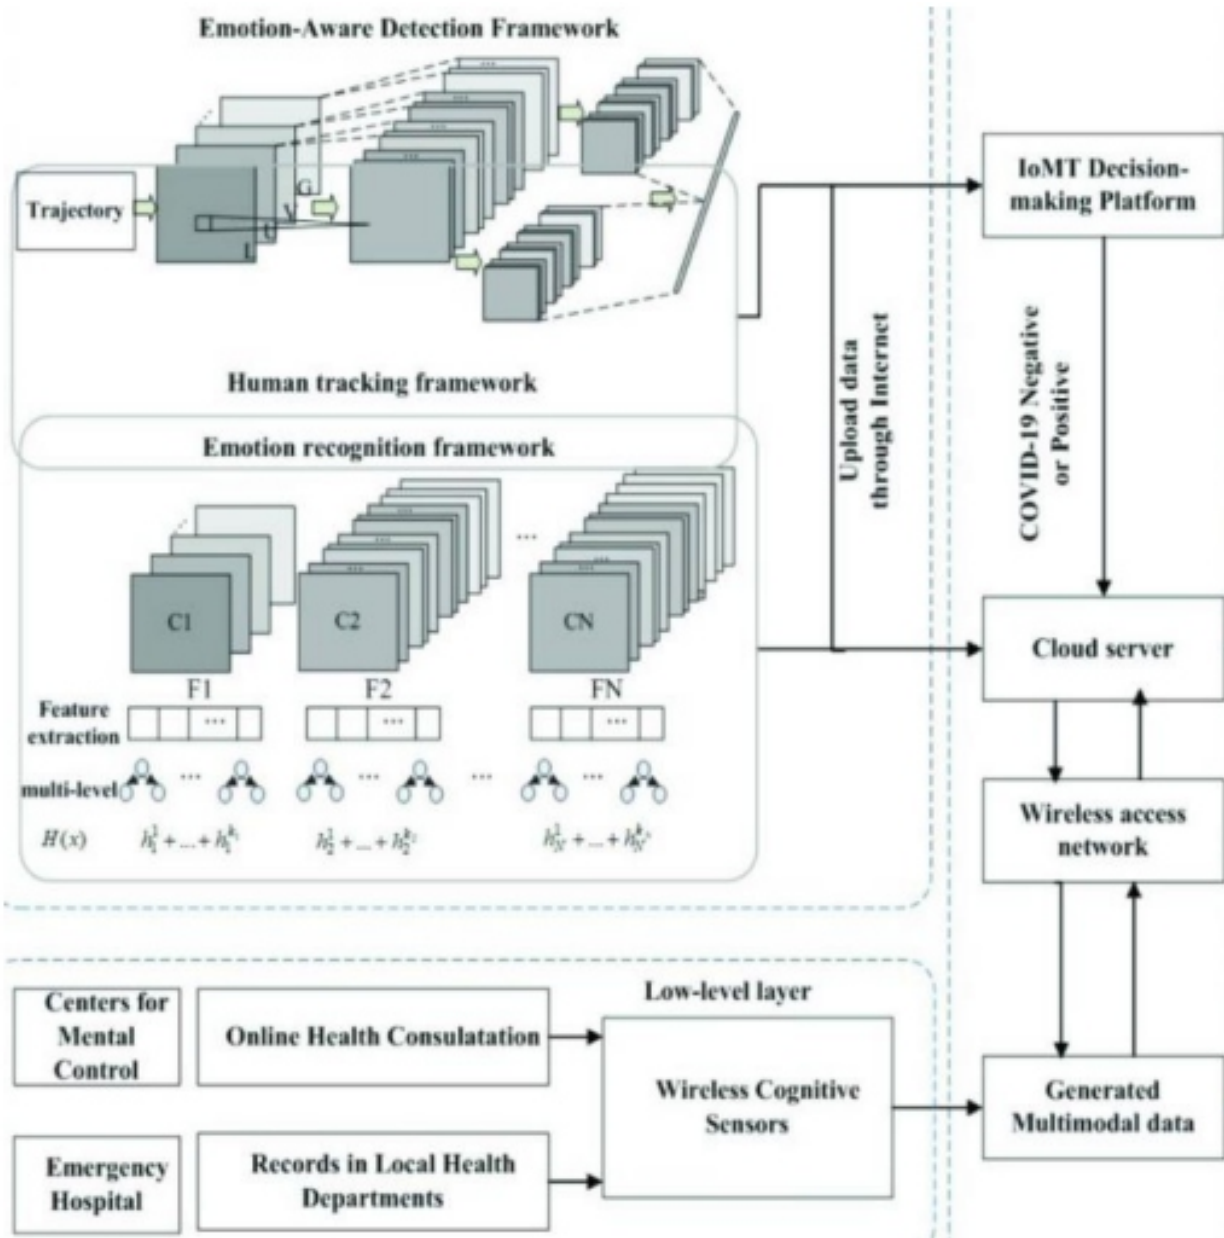 Emotion-Aware Detection Framework
Trajectory
L
U
V
G
...
...
...
...
Human tracking framework
Emotion recognition framework
C1
C2
...
CN
F1
F2
FN
Feature
extraction
...
...
...
multi-level
...
...
...
...
H(x)
Upload data
through Internet
IoMT Decision-
making Platform
COVID-19 Negative
or Positive
Cloud server
Wireless access
network
Generated
Multimodal data
Low-level layer
Centers for
Mental
Control
Online Health Consulatation
Wireless Cognitive
Sensors
Emergency
Hospital
Records in Local Health
Departments